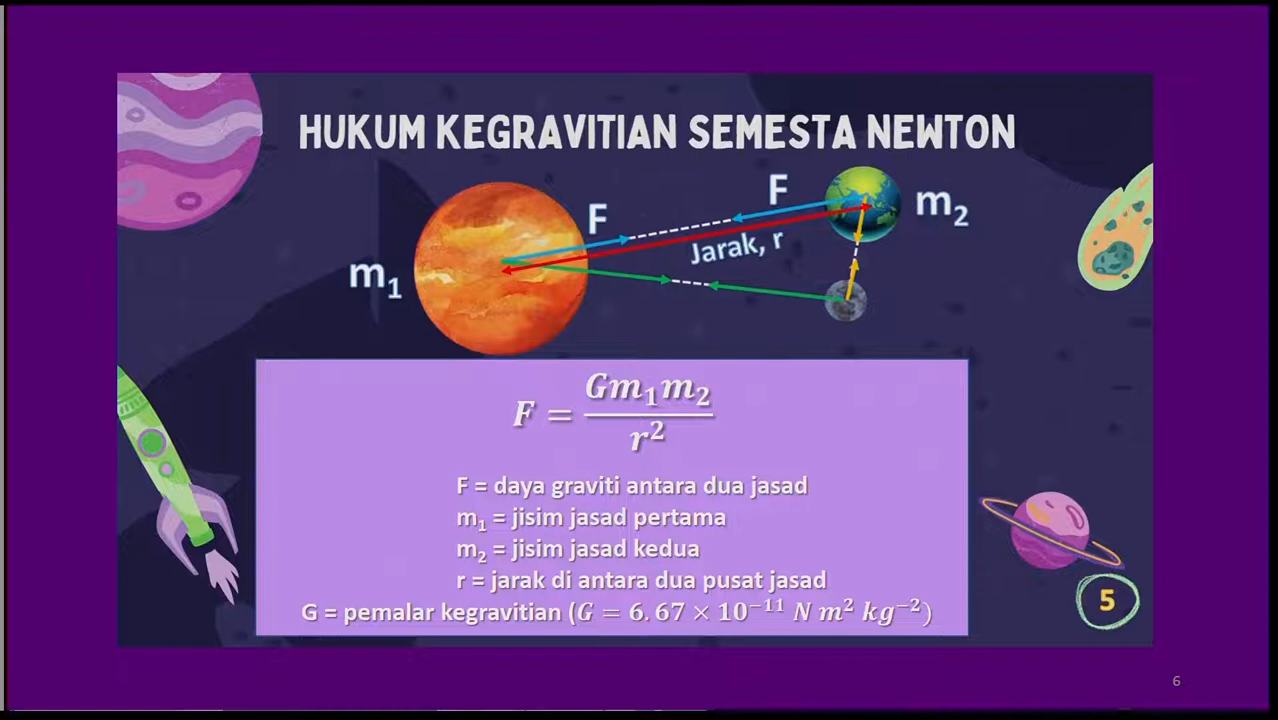 HUKUM KEGRAVITIAN SEMESTA NEWTON
F
F
m₂
Jarak, r
m₁
F = Gm₁m₂ / r²
F = daya graviti antara dua jasad
m₁ = jisim jasad pertama
m₂ = jisim jasad kedua
r = jarak di antara dua pusat jasad
G = pemalar kegravitian (G = 6.67 × 10⁻¹¹ N m² kg⁻²)
5
6